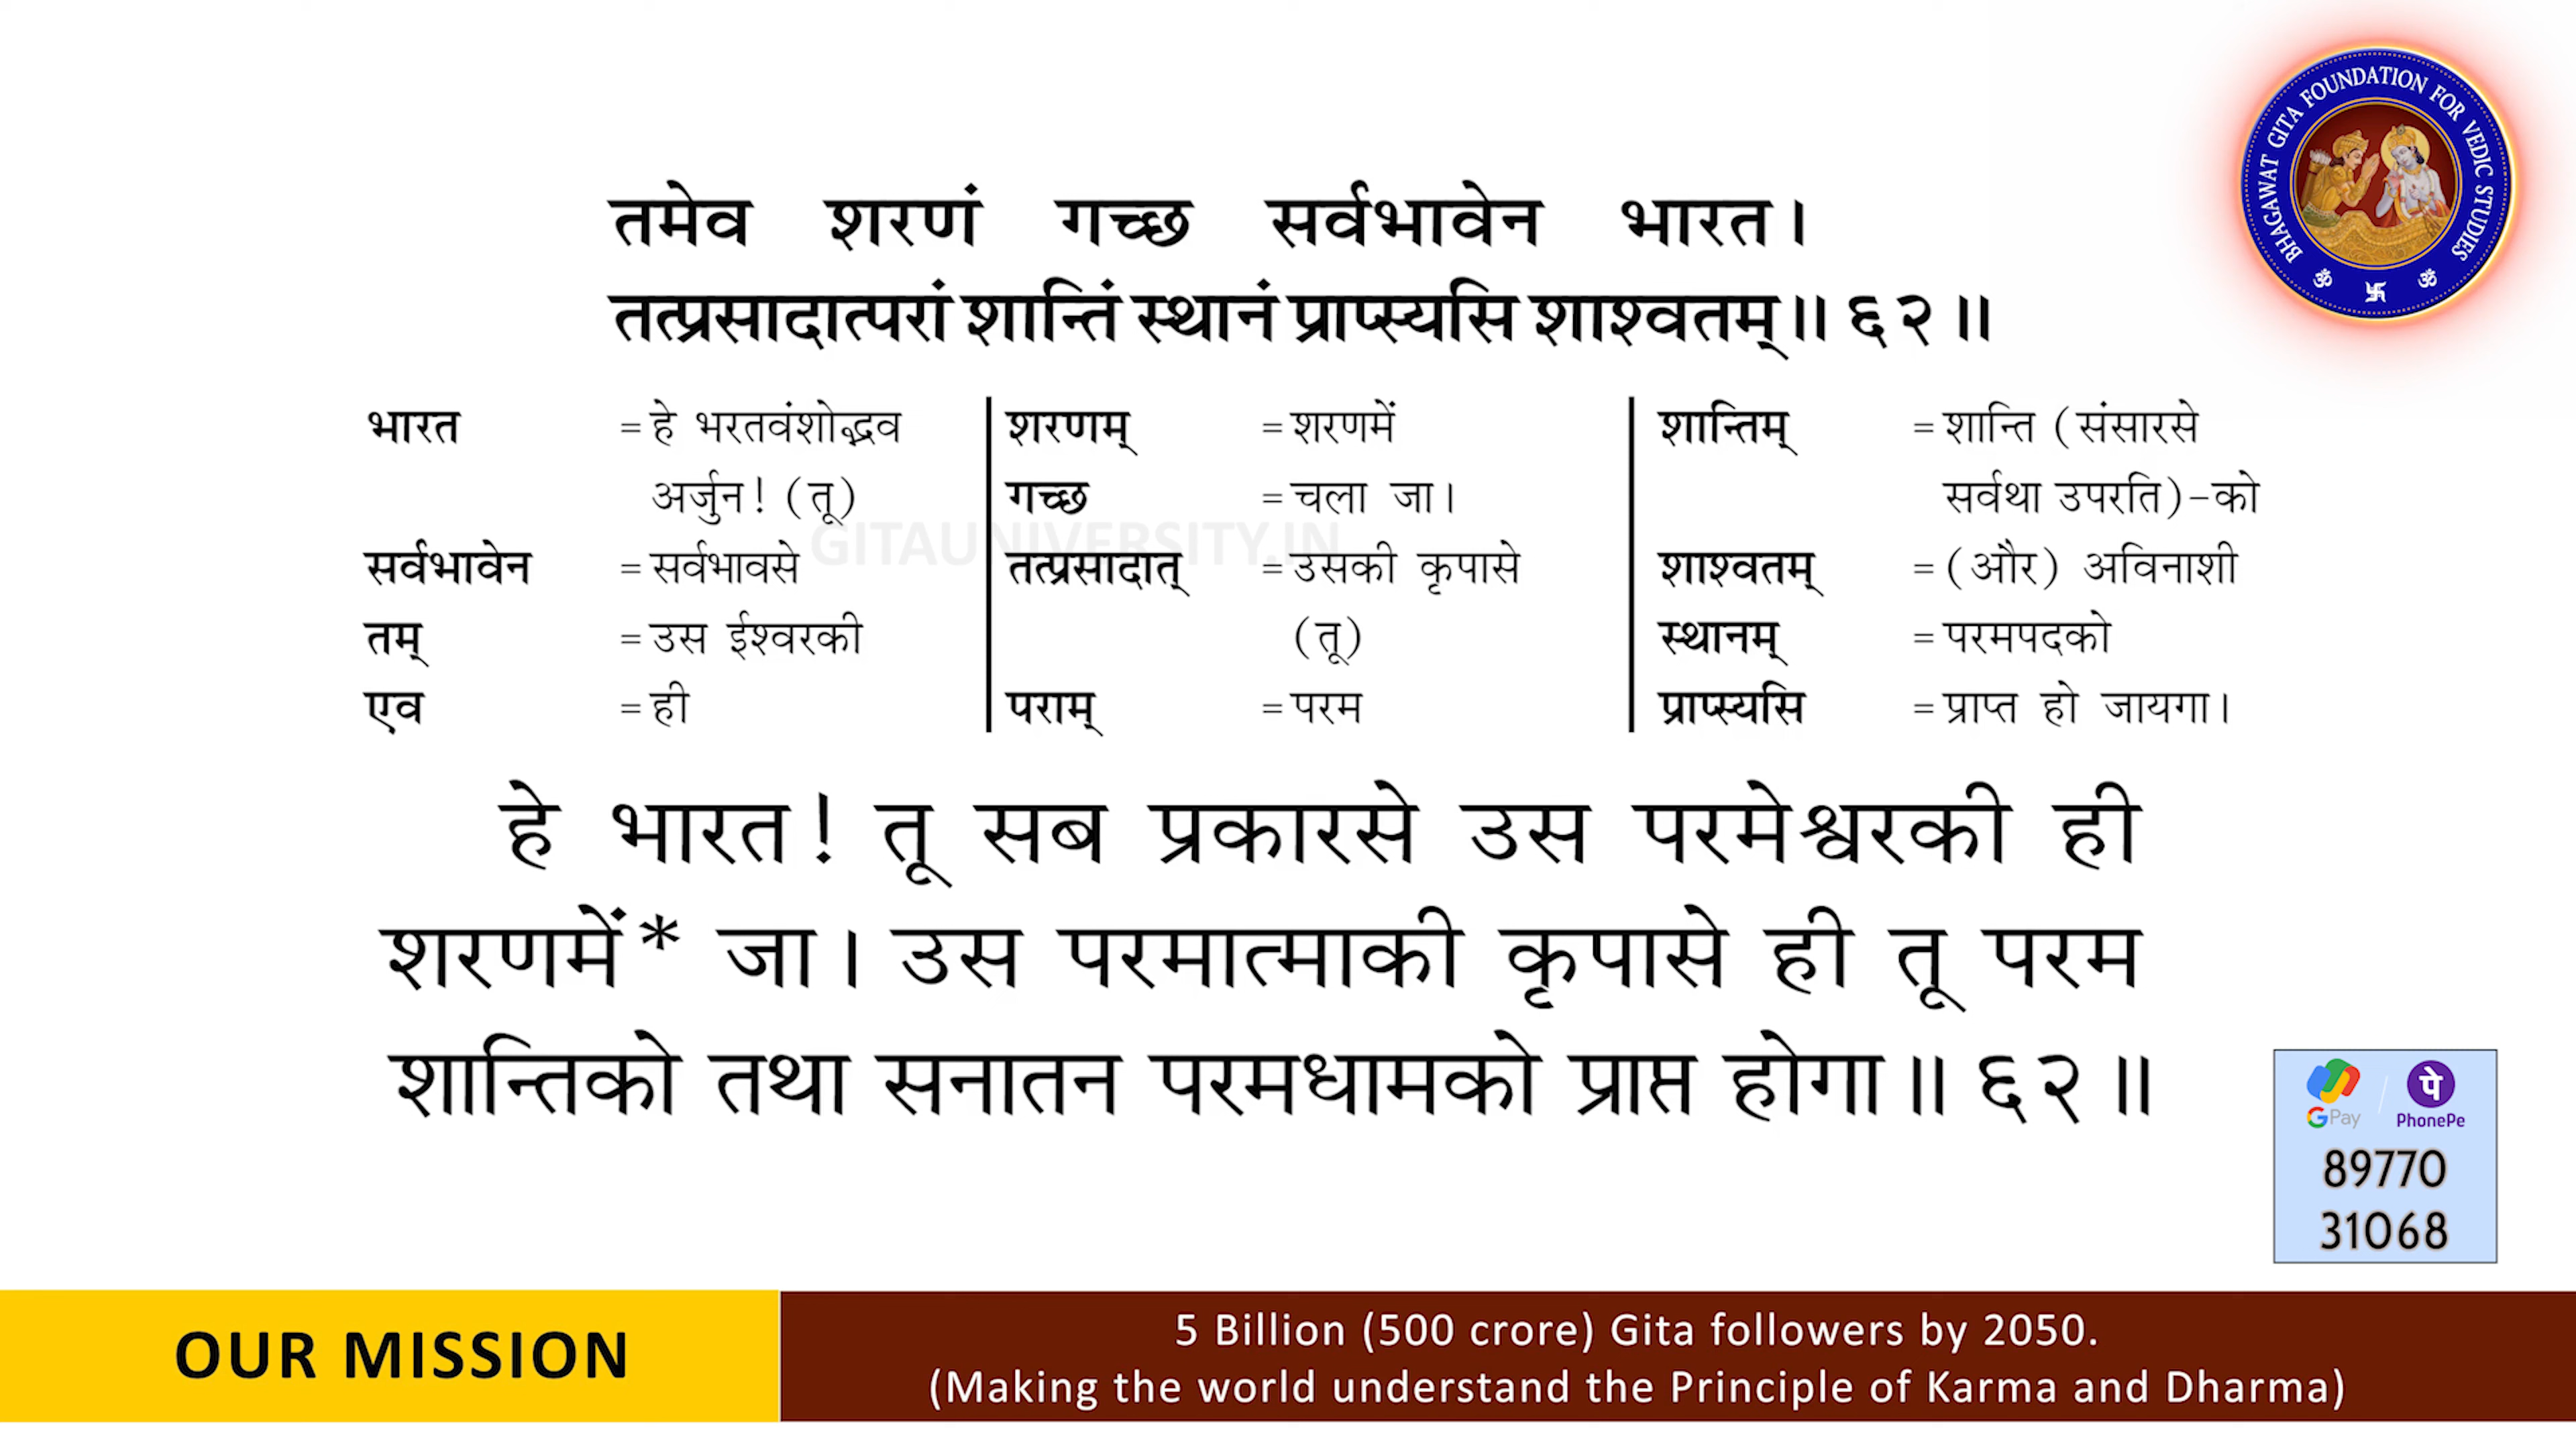 BHAGAWAT GITA FOUNDATION FOR VEDIC STUDIES
ॐ 卐 ॐ
तमेव शरणं गच्छ सर्वभावेन भारत।
तत्प्रसादात्परां शान्तिं स्थानं प्राप्स्यसि शाश्वतम्॥ ६२॥
भारत = हे भरतवंशोद्भव
अर्जुन! (तू)
सर्वभावेन = सर्वभावसे
तम् = उस ईश्वरकी
एव = ही
शरणम् = शरणमें
गच्छ = चला जा।
तत्प्रसादात् = उसकी कृपासे
(तू)
पराम् = परम
शान्तिम् = शान्ति (संसारसे
सर्वथा उपरति)-को
शाश्वतम् = (और) अविनाशी
स्थानम् = परमपदको
प्राप्स्यसि = प्राप्त हो जायगा।
GITAUNIVERSITY.IN
हे भारत! तू सब प्रकारसे उस परमेश्वरकी ही
शरणमें* जा। उस परमात्माकी कृपासे ही तू परम
शान्तिको तथा सनातन परमधामको प्राप्त होगा॥ ६२॥
G Pay
पे
PhonePe
89770
31068
OUR MISSION
5 Billion (500 crore) Gita followers by 2050.
(Making the world understand the Principle of Karma and Dharma)